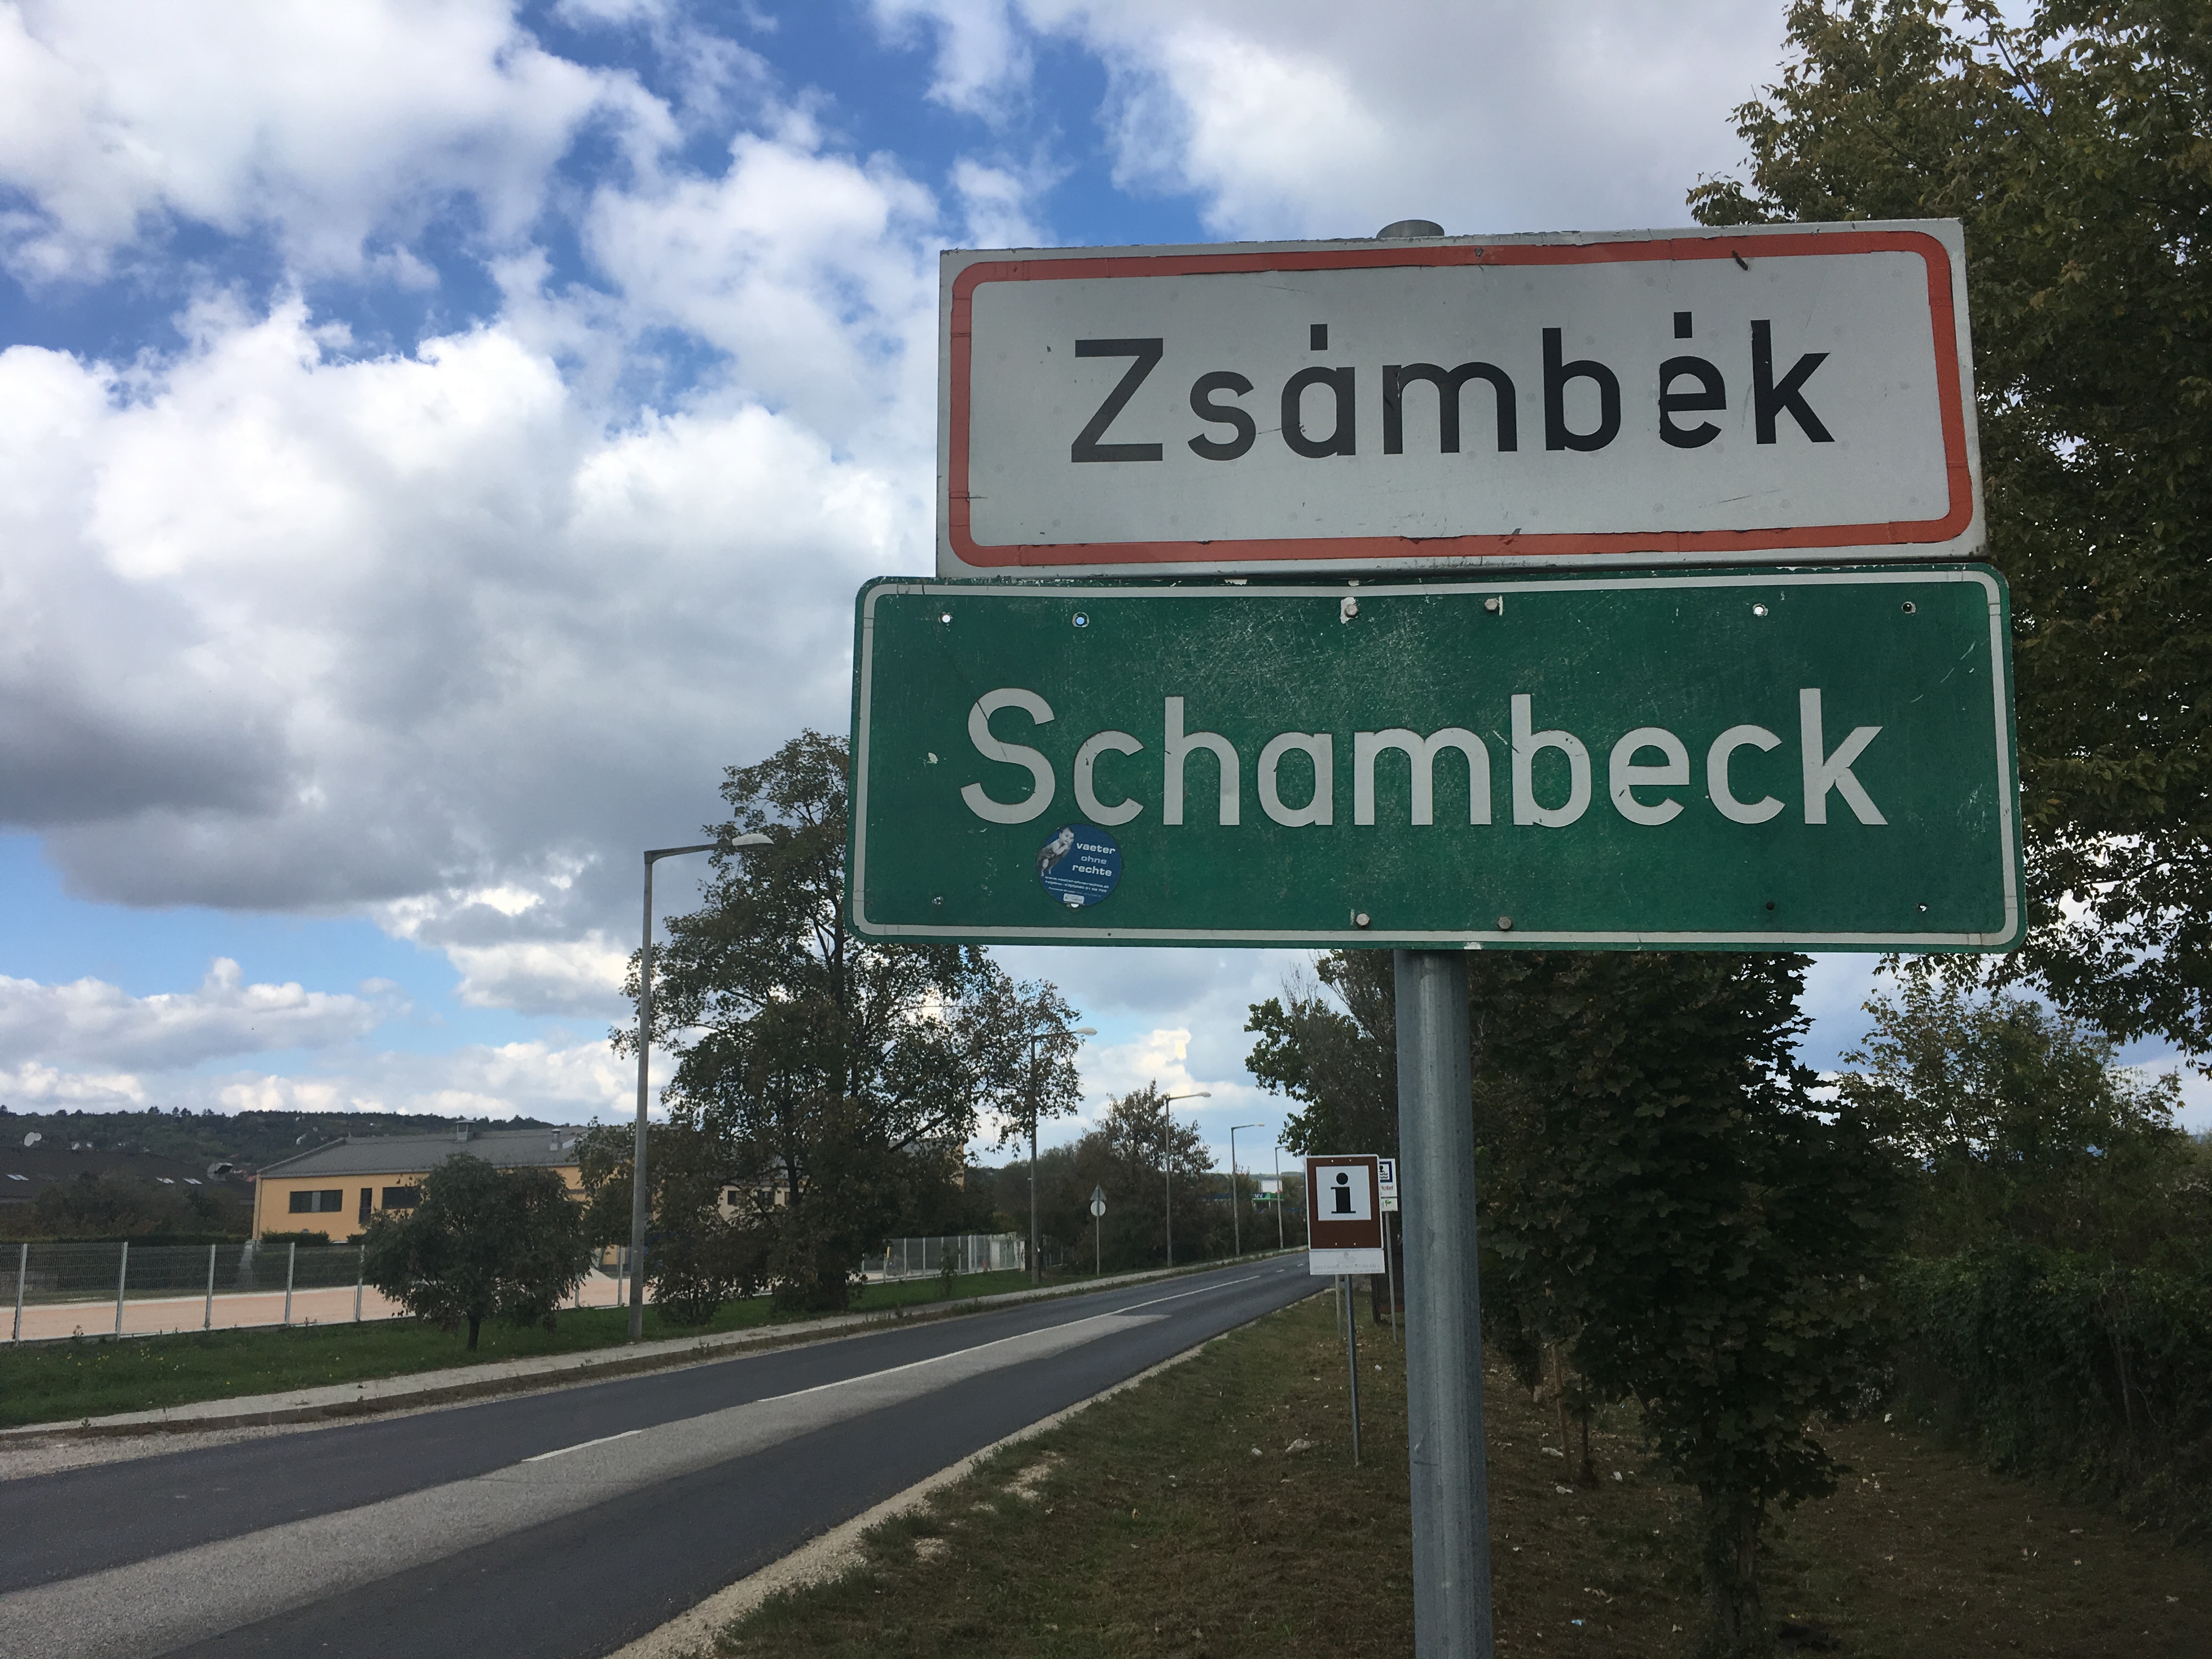 Zsámbék
Schambeck
vaeter
ohne
rechte
i